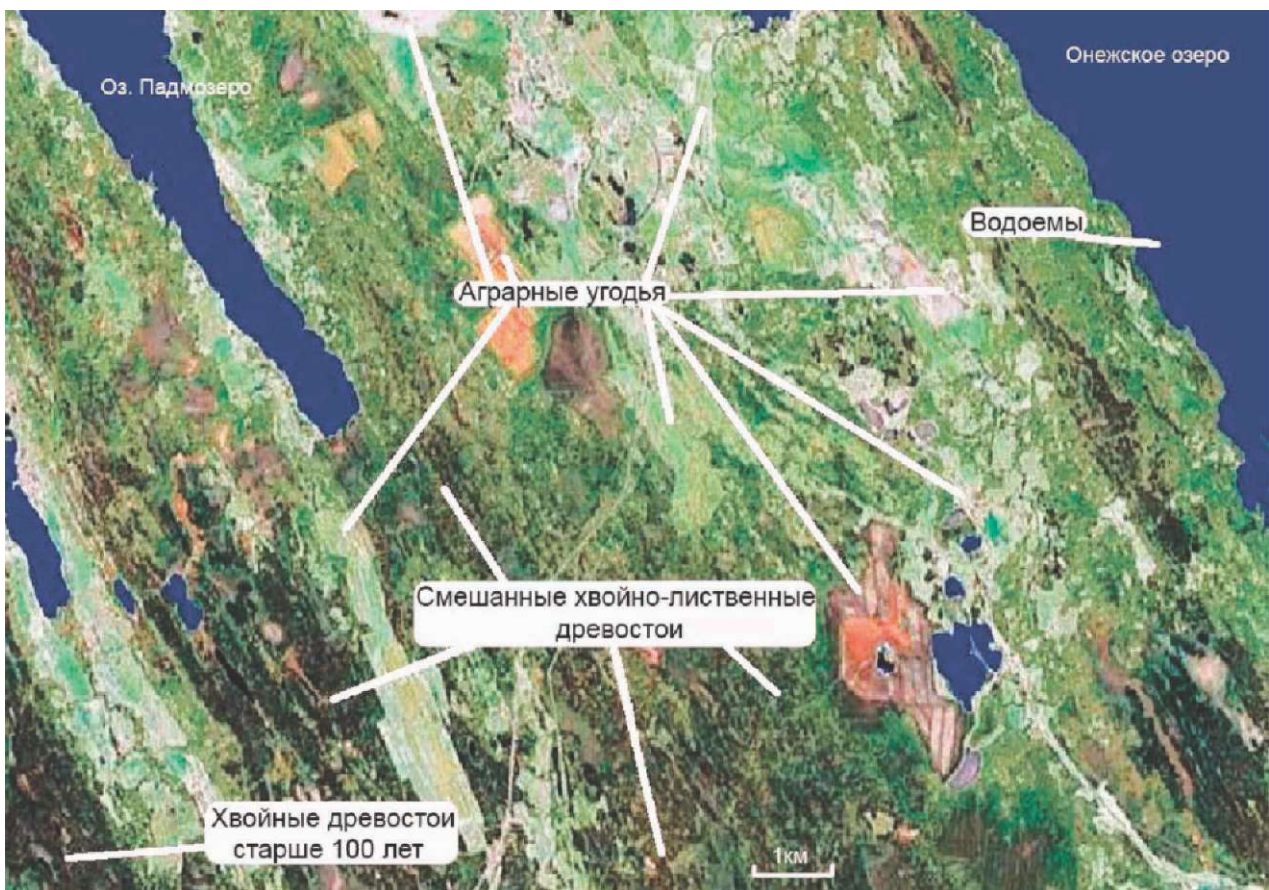 Онежское озеро
Оз. Падмозеро
Водоемы
Аграрные угодья
Смешанные хвойно-лиственные
древостои
Хвойные древостои
старше 100 лет
1км